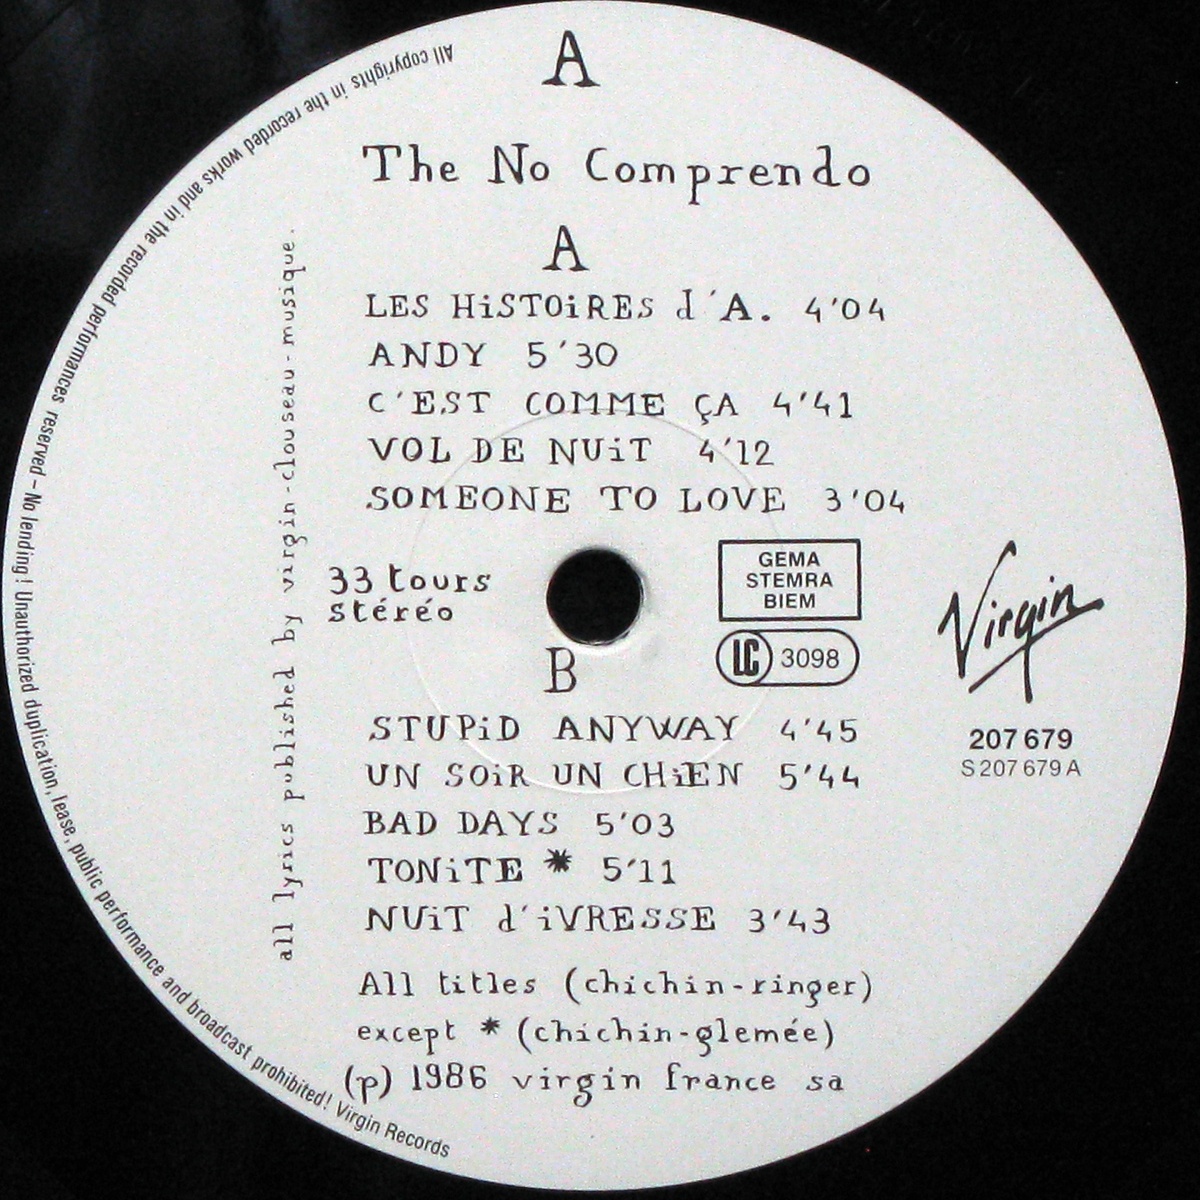 A
The No Comprendo
A
LES HiSTOiRES d'A. 4'04
ANDY 5'30
C'EST COMME ÇA 4'41
VOL DE NUiT 4'12
SOMEONE TO LOVE 3'04
33 tours
stéréo
GEMA
STEMRA
BIEM
LC 3098
Virgin
207 679
S 207 679 A
B
STUPiD ANYWAY 4'45
UN SOiR UN CHiEN 5'44
BAD DAYS 5'03
TONiTE * 5'11
NUiT d'iVRESSE 3'43
All titles (chichin-ringer)
except * (chichin-glemée)
(p) 1986 virgin france sa
all lyrics published by virgin-clouseau-musique.
All copyrights in the recorded works and in the recorded performances reserved – No lending! Unauthorized duplication, lease, public performance and broadcast prohibited! Virgin Records